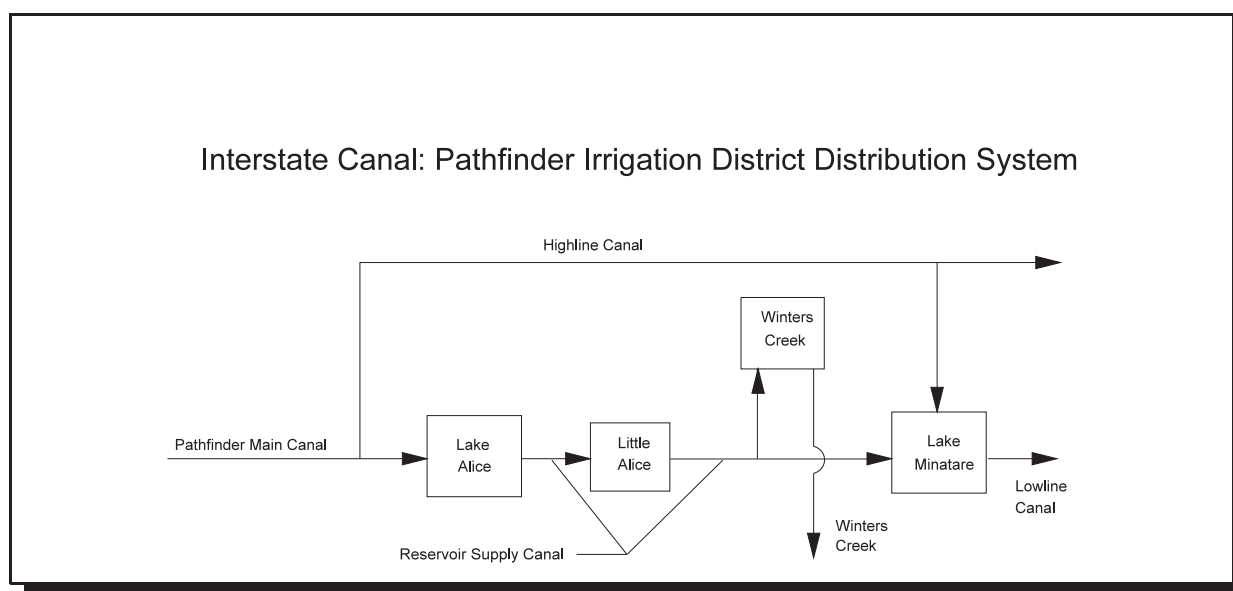 Interstate Canal: Pathfinder Irrigation District Distribution System
Highline Canal
Winters
Creek
Pathfinder Main Canal
Lake
Alice
Little
Alice
Lake
Minatare
Lowline
Canal
Reservoir Supply Canal
Winters
Creek